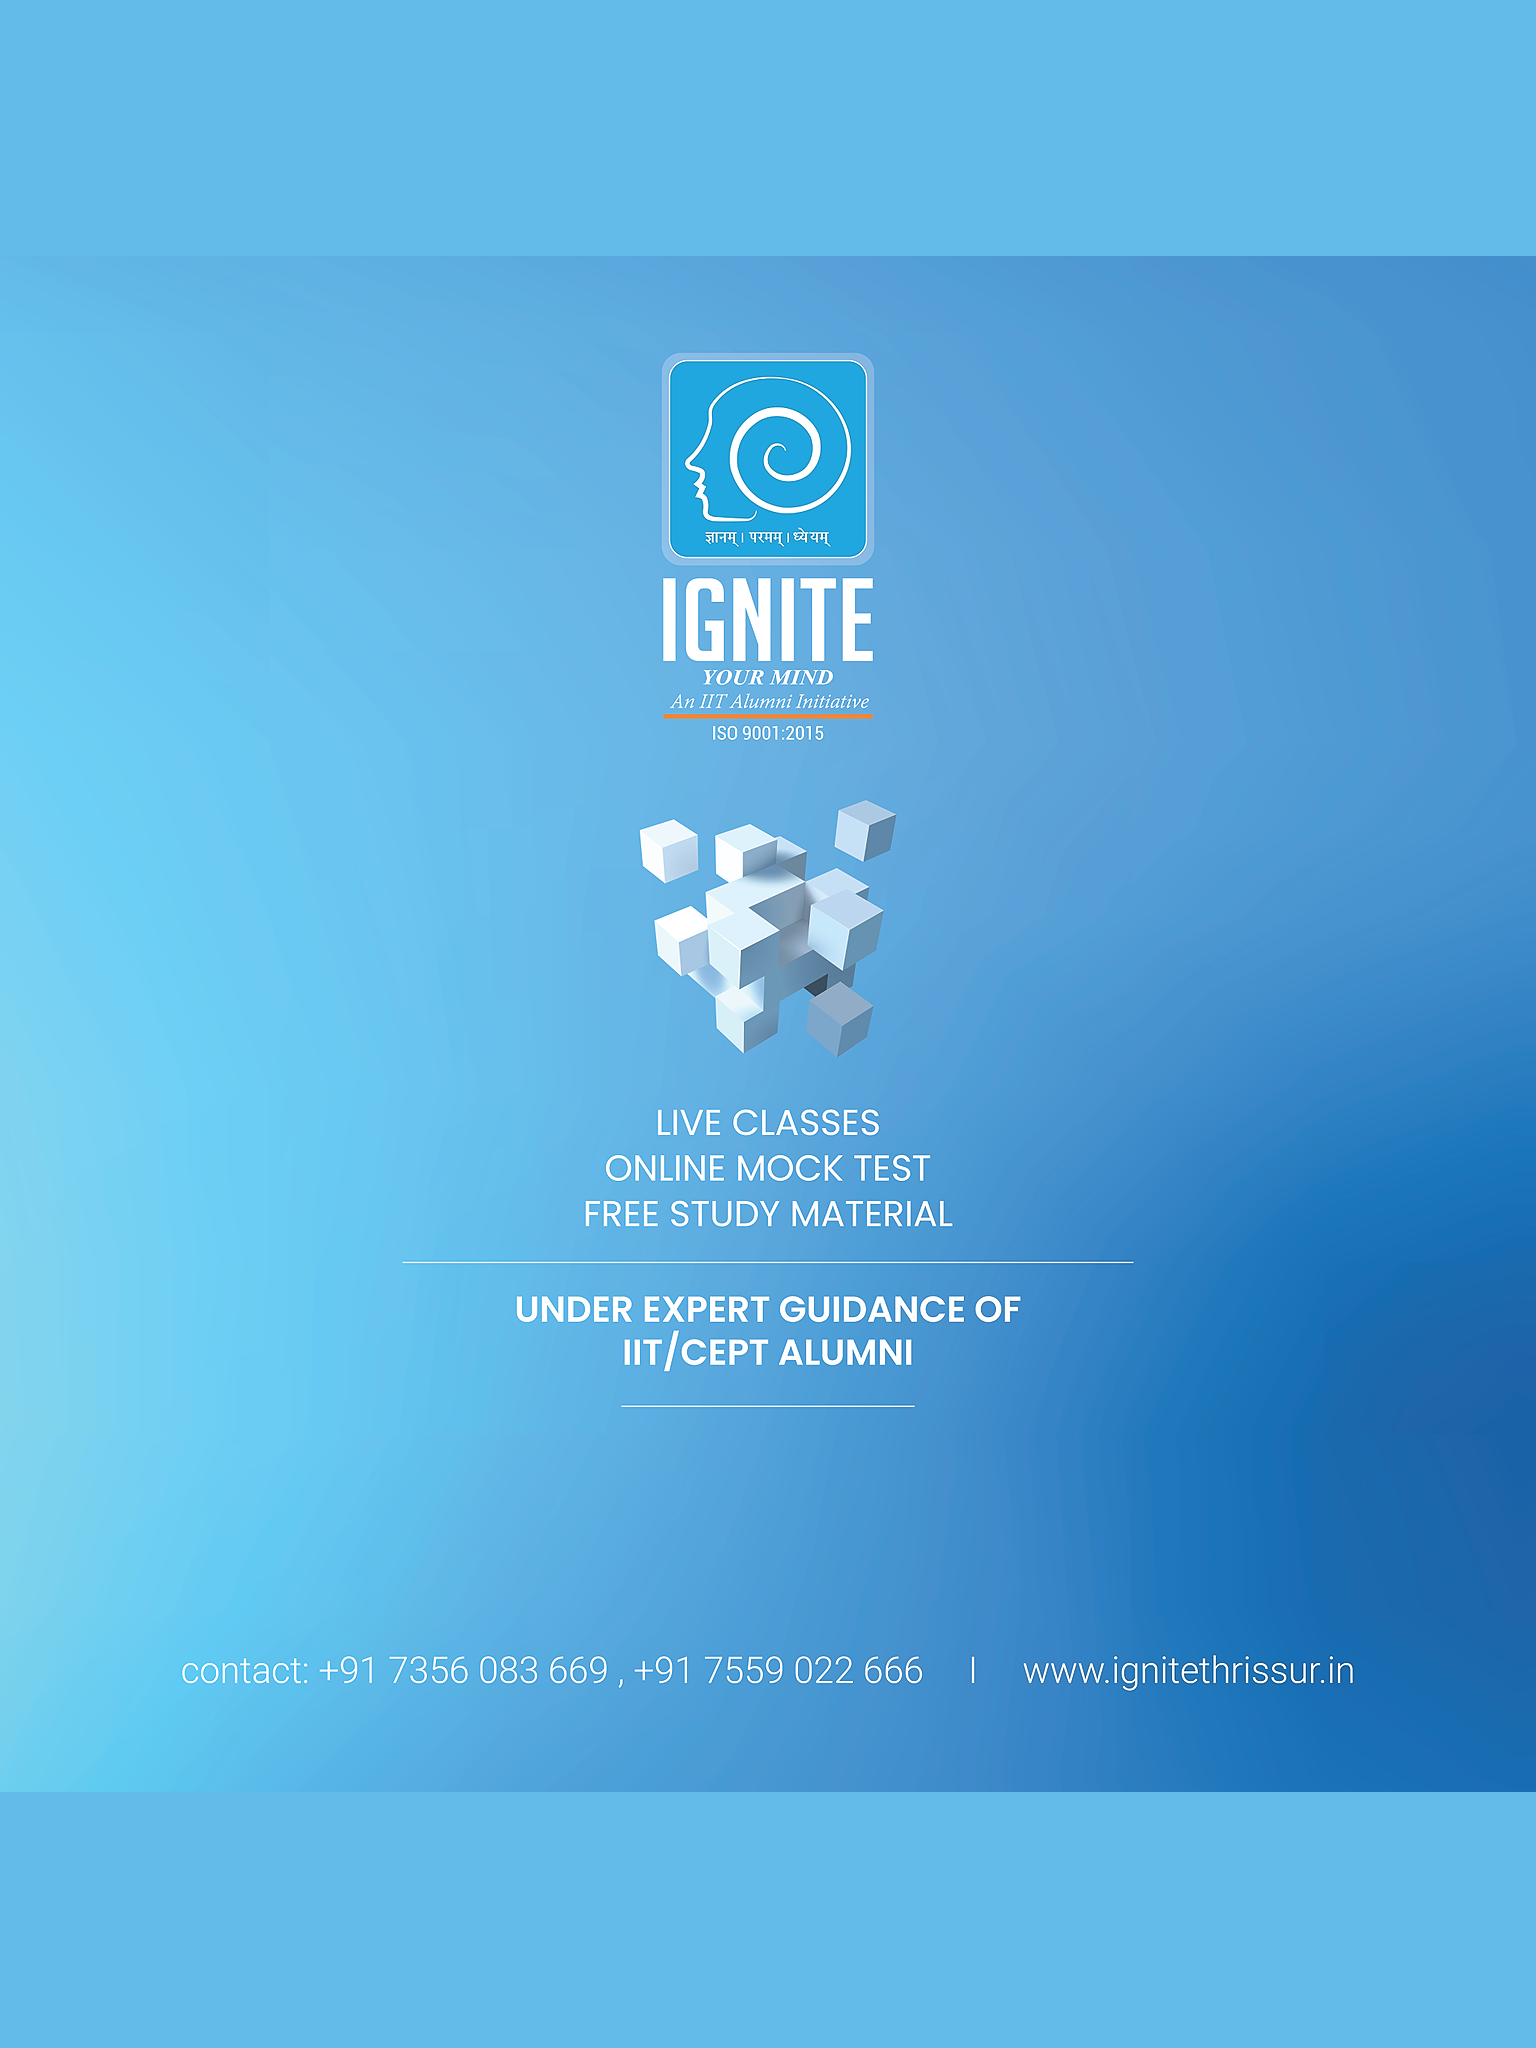 ज्ञानम्। परमम्। ध्येयम्
IGNITE
YOUR MIND
An IIT Alumni Initiative
ISO 9001:2015
LIVE CLASSES
ONLINE MOCK TEST
FREE STUDY MATERIAL
UNDER EXPERT GUIDANCE OF
IIT/CEPT ALUMNI
contact: +91 7356 083 669 , +91 7559 022 666 | www.ignitethrissur.in